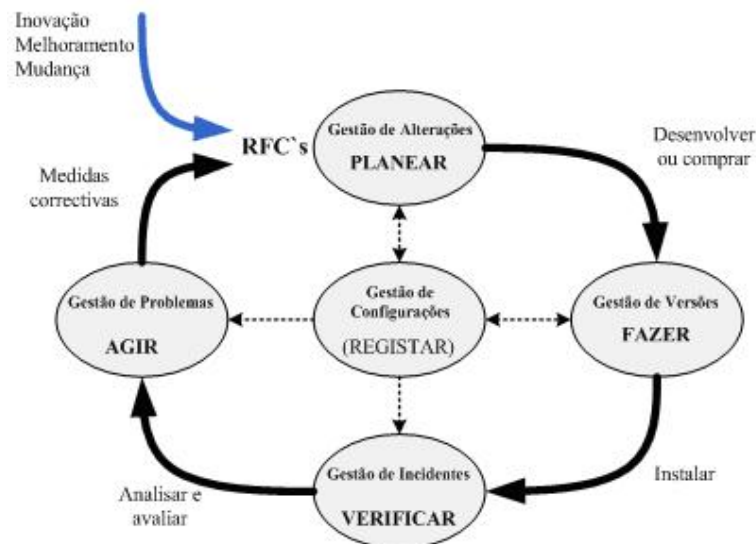 Inovação
Melhoramento
Mudança
RFC`s
Gestão de Alterações
PLANEAR
Desenvolver
ou comprar
Medidas
correctivas
Gestão de Problemas
AGIR
Gestão de
Configurações
(REGISTAR)
Gestão de Versões
FAZER
Analisar e
avaliar
Gestão de Incidentes
VERIFICAR
Instalar